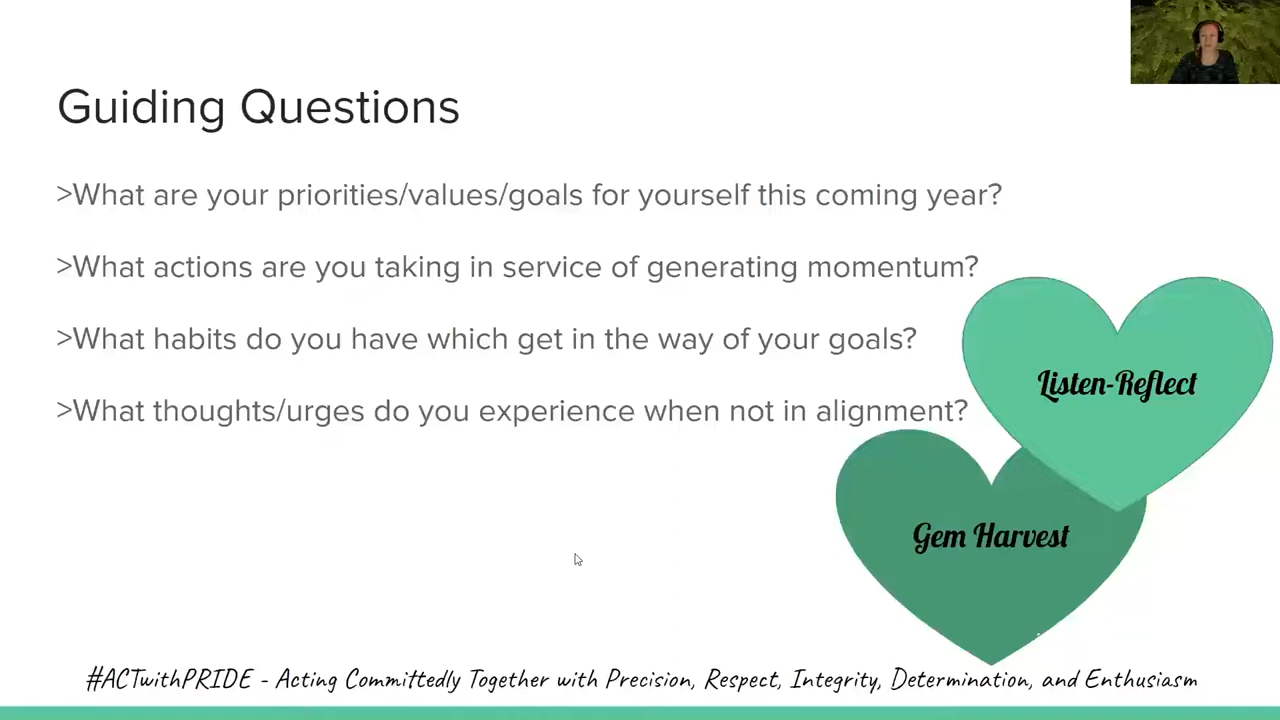 Guiding Questions
>What are your priorities/values/goals for yourself this coming year?
>What actions are you taking in service of generating momentum?
>What habits do you have which get in the way of your goals?
>What thoughts/urges do you experience when not in alignment?
Listen-Reflect
Gem Harvest
#ACTwithPRIDE - Acting Committedly Together with Precision, Respect, Integrity, Determination, and Enthusiasm